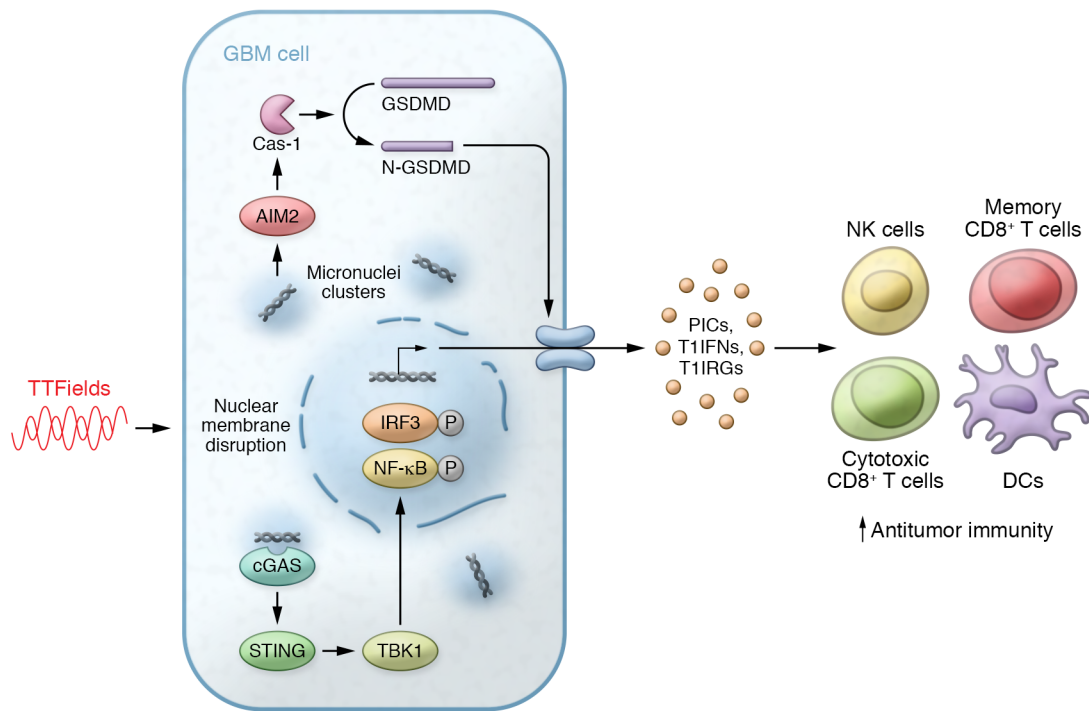 GBM cell
GSDMD
Cas-1
N-GSDMD
AIM2
Micronuclei
clusters
TTFields
Nuclear
membrane
disruption
IRF3
P
NF-κB
P
cGAS
STING
TBK1
PICs,
T1IFNs,
T1IRGs
NK cells
Memory
CD8⁺ T cells
Cytotoxic
CD8⁺ T cells
DCs
Antitumor immunity